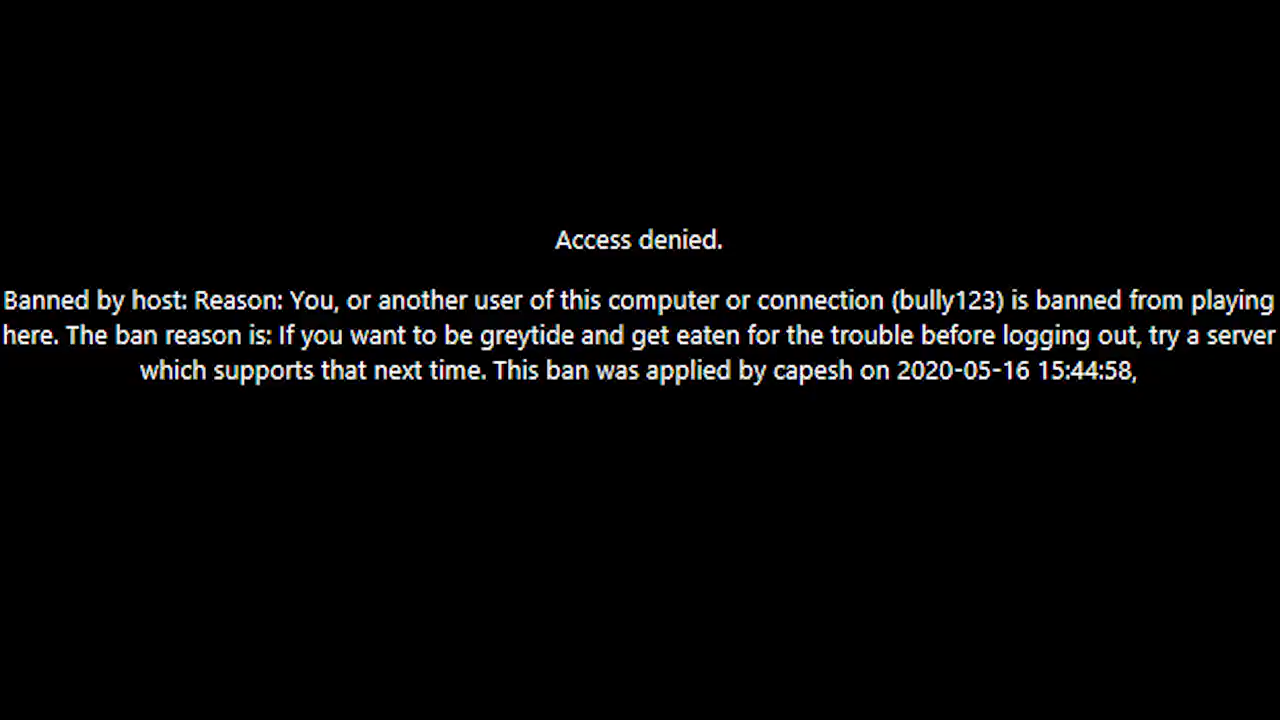 Access denied.
Banned by host: Reason: You, or another user of this computer or connection (bully123) is banned from playing
here. The ban reason is: If you want to be greytide and get eaten for the trouble before logging out, try a server
which supports that next time. This ban was applied by capesh on 2020-05-16 15:44:58,